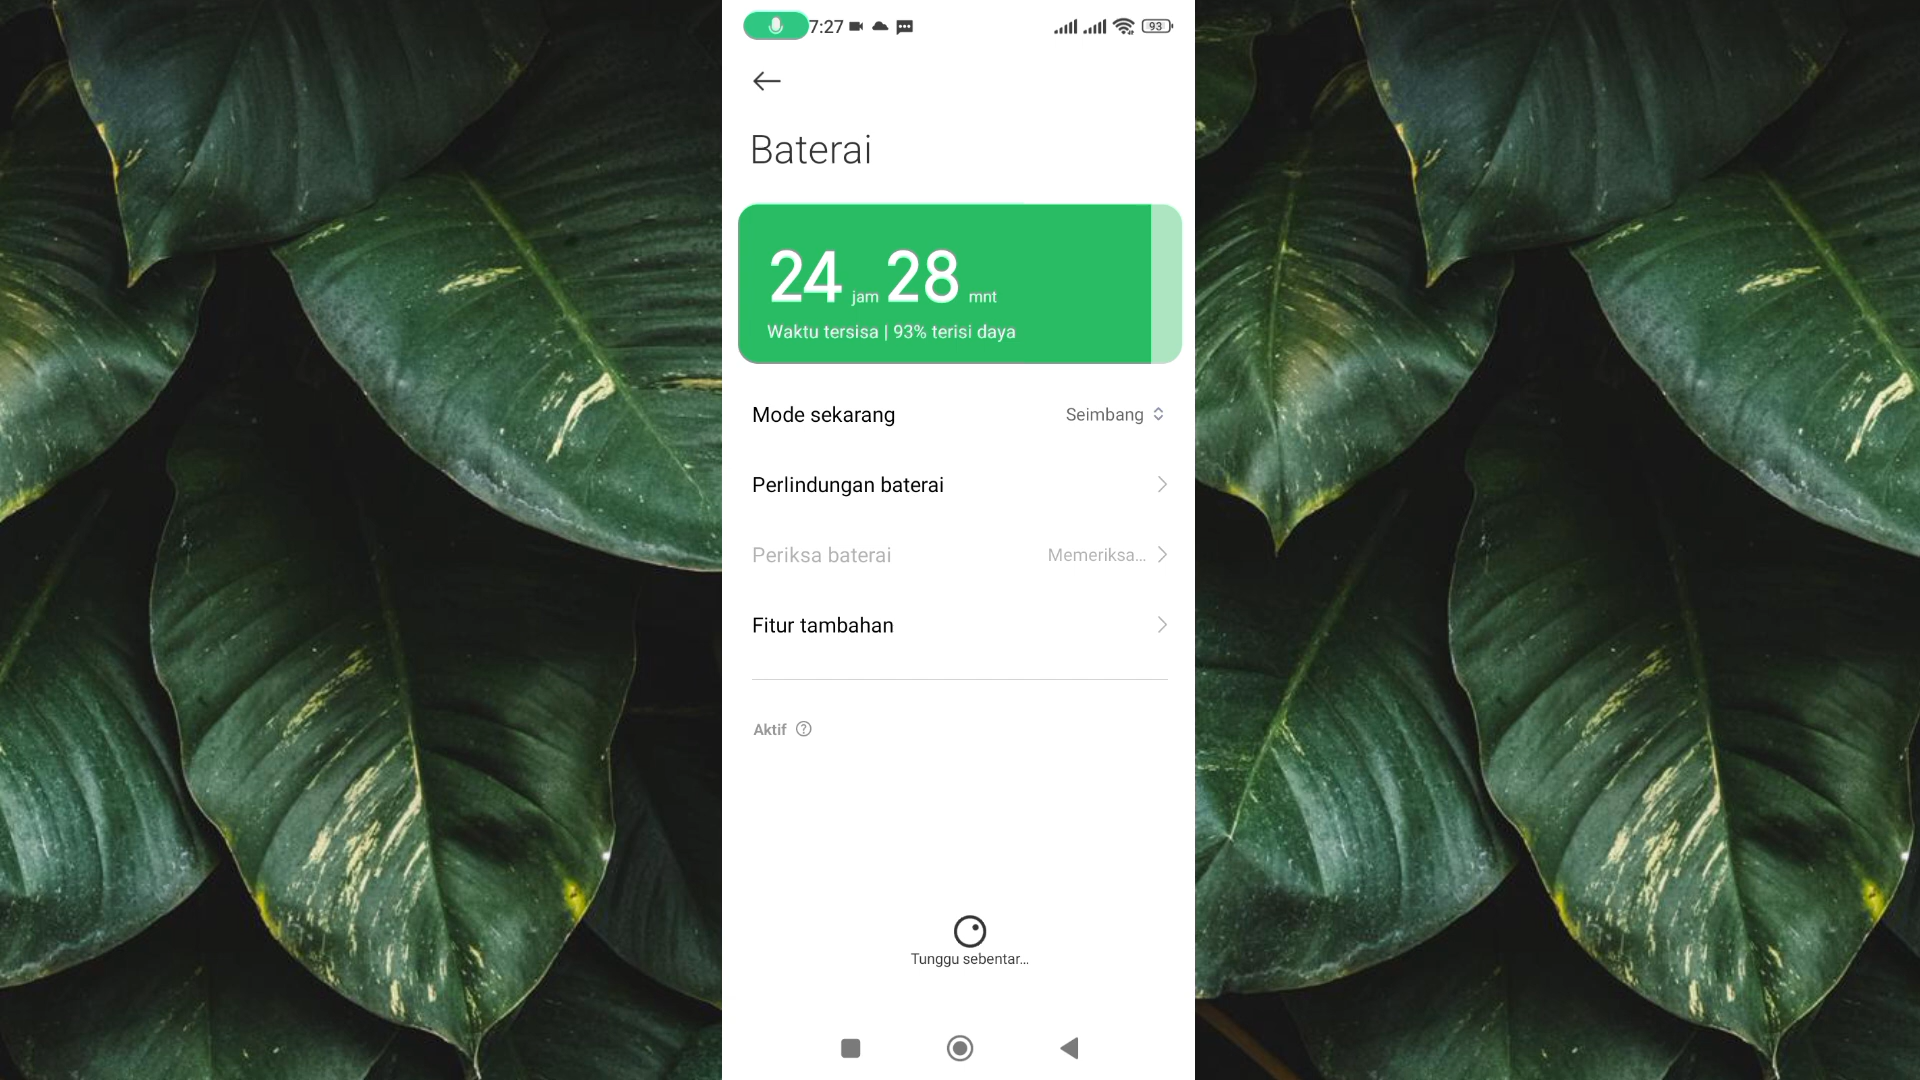 7:27 93
Baterai
24 jam 28 mnt
Waktu tersisa | 93% terisi daya
Mode sekarang Seimbang
Perlindungan baterai
Periksa baterai Memeriksa...
Fitur tambahan
Aktif ?
Tunggu sebentar...